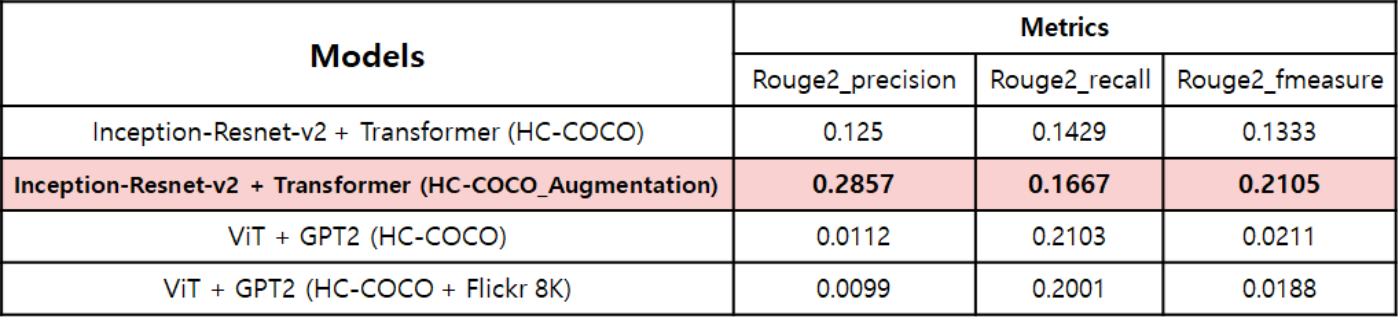 Models
Metrics
Rouge2_precision Rouge2_recall Rouge2_fmeasure
Inception-Resnet-v2 + Transformer (HC-COCO) 0.125 0.1429 0.1333
Inception-Resnet-v2 + Transformer (HC-COCO_Augmentation) 0.2857 0.1667 0.2105
ViT + GPT2 (HC-COCO) 0.0112 0.2103 0.0211
ViT + GPT2 (HC-COCO + Flickr 8K) 0.0099 0.2001 0.0188